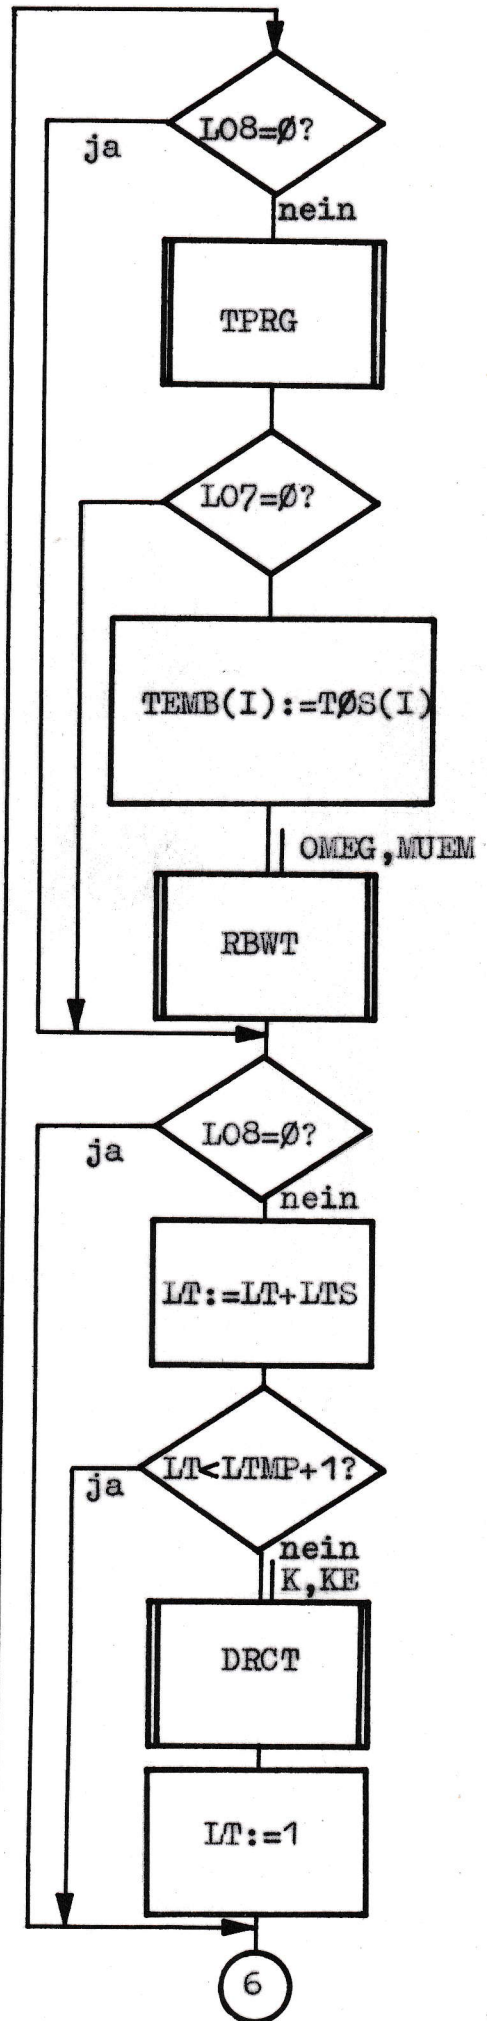 LO8=Ø?
ja
nein
TPRG
LO7=Ø?
TEMB(I):=TØS(I)
OMEG,MUEM
RBWT
LO8=Ø?
ja
nein
LT:=LT+LTS
LT<LTMP+1?
ja
nein
K,KE
DRCT
LT:=1
6